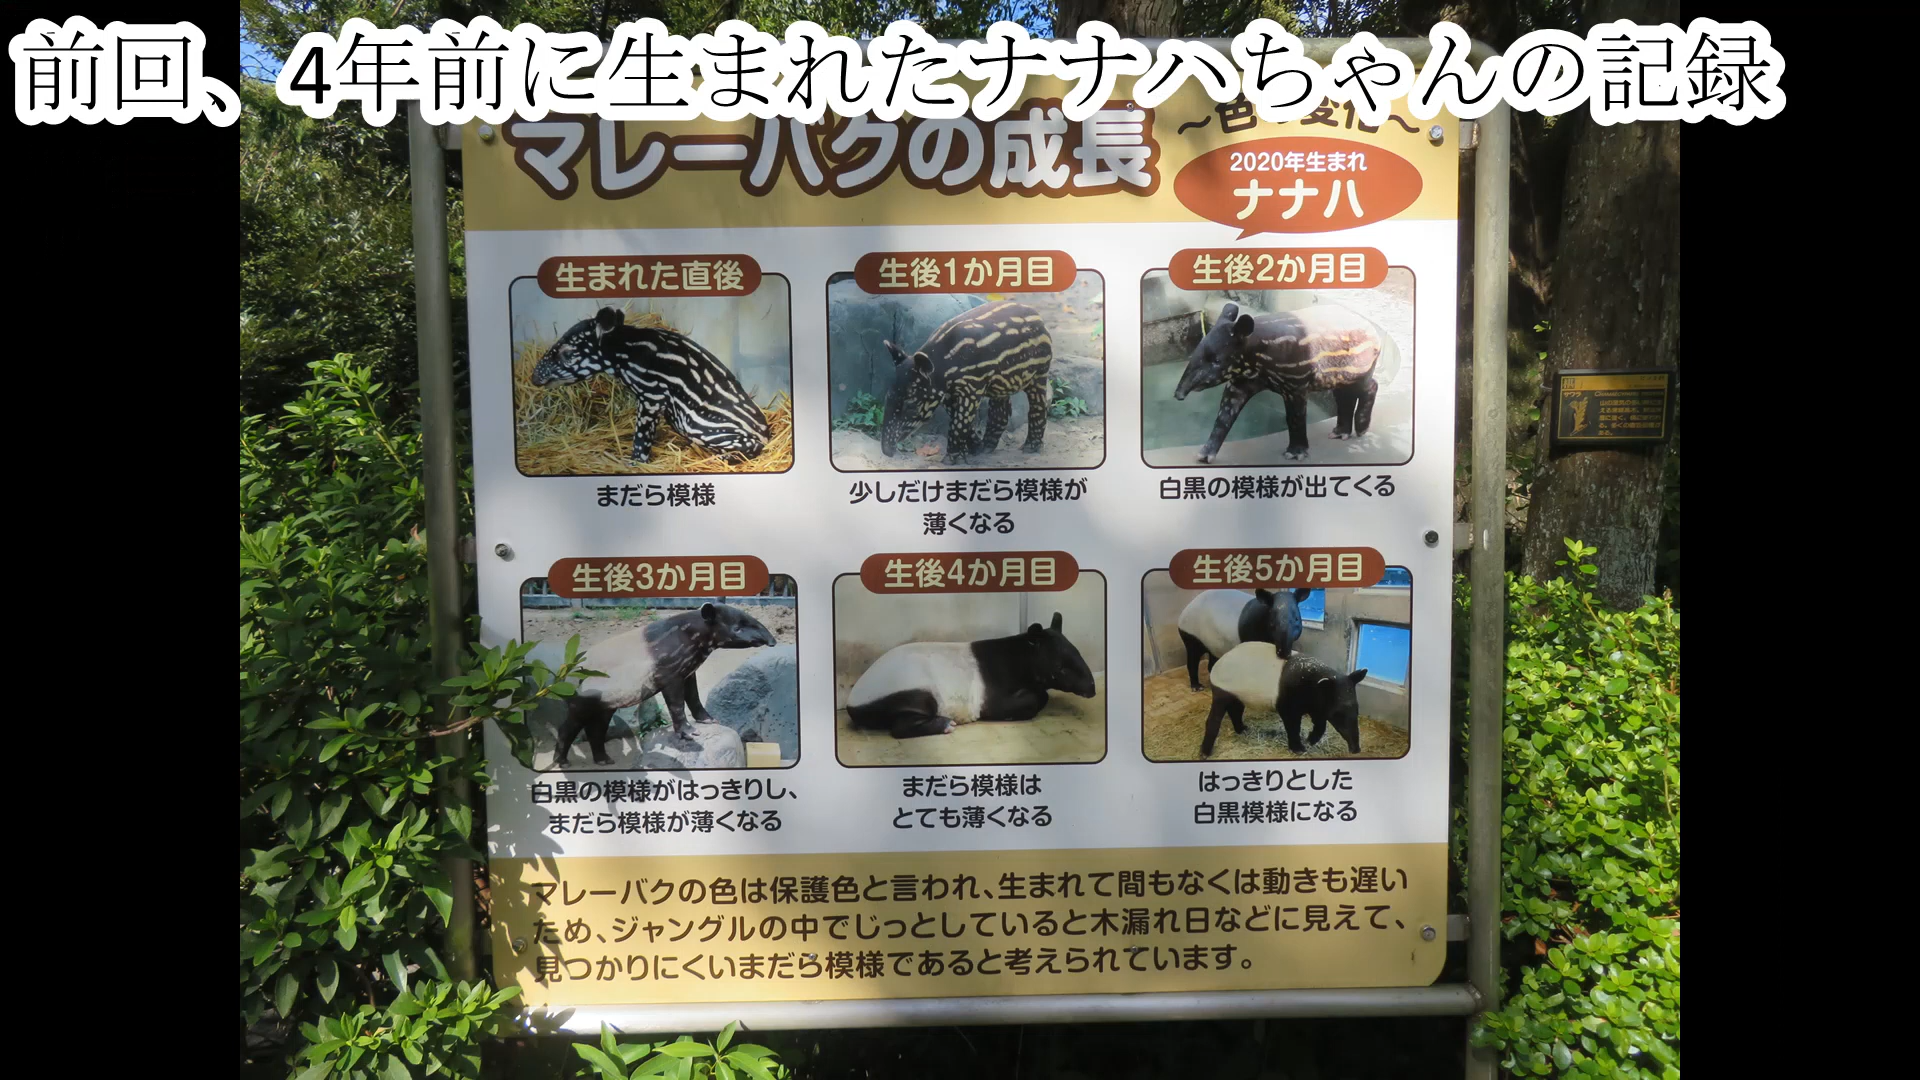 前回、4年前に生まれたナナハちゃんの記録
マレーバクの成長
2020年生まれ
ナナハ
生まれた直後
生後1か月目
生後2か月目
まだら模様
少しだけまだら模様が
薄くなる
白黒の模様が出てくる
生後3か月目
生後4か月目
生後5か月目
白黒の模様がはっきりし、
まだら模様が薄くなる
まだら模様は
とても薄くなる
はっきりとした
白黒模様になる
マレーバクの色は保護色と言われ、生まれて間もなくは動きも遅い
ため、ジャングルの中でじっとしていると木漏れ日などに見えて、
見つかりにくいまだら模様であると考えられています。
サワラ